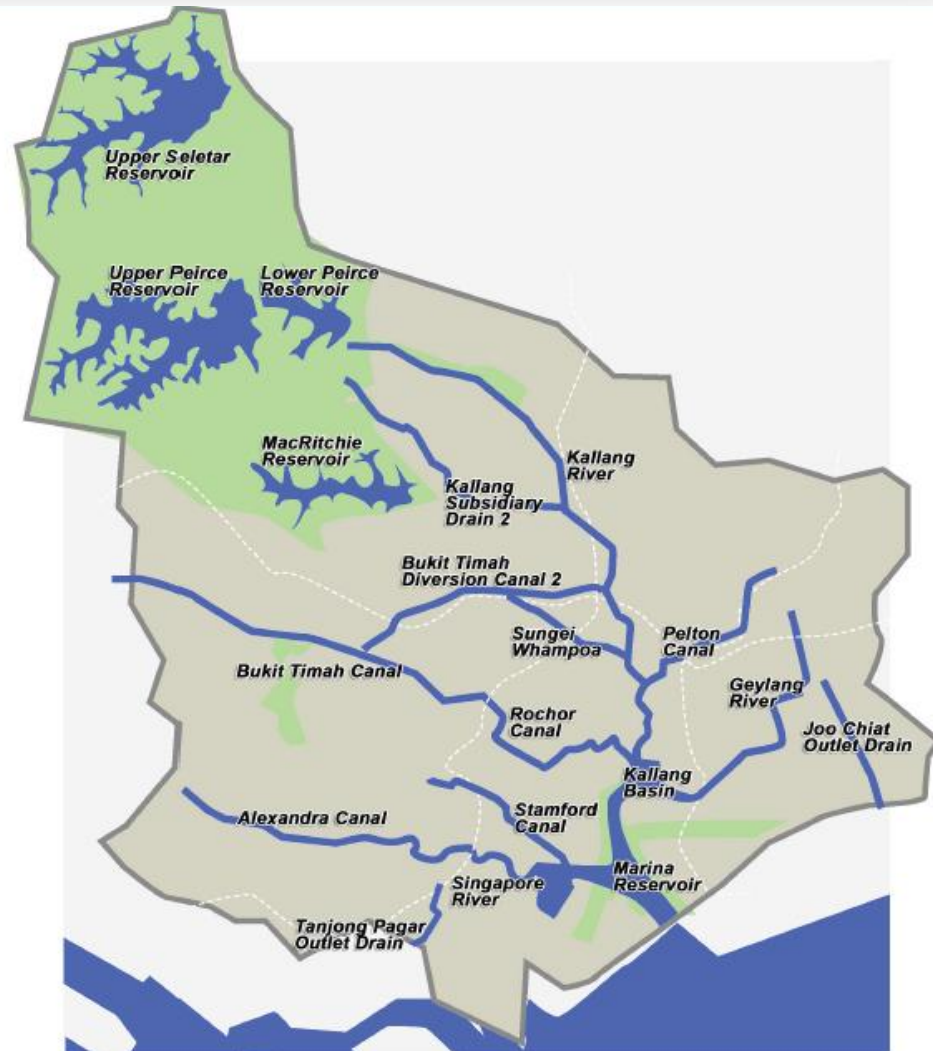 Upper Seletar
Reservoir
Upper Peirce
Reservoir
Lower Peirce
Reservoir
MacRitchie
Reservoir
Kallang
River
Kallang
Subsidiary
Drain 2
Bukit Timah
Diversion Canal 2
Sungei
Whampoa
Pelton
Canal
Bukit Timah Canal
Geylang
River
Rochor
Canal
Joo Chiat
Outlet Drain
Kallang
Basin
Alexandra Canal
Stamford
Canal
Singapore
River
Marina
Reservoir
Tanjong Pagar
Outlet Drain